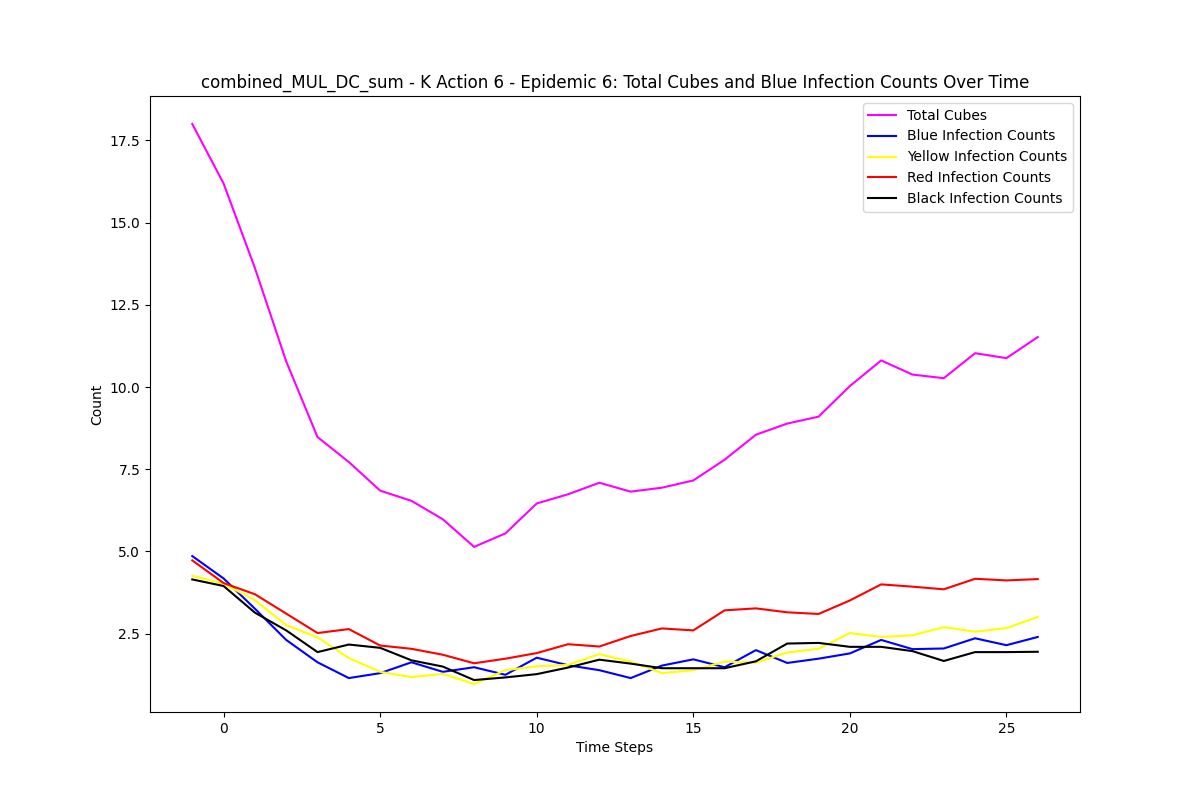 combined_MUL_DC_sum - K Action 6 - Epidemic 6: Total Cubes and Blue Infection Counts Over Time
Total Cubes
Blue Infection Counts
Yellow Infection Counts
Red Infection Counts
Black Infection Counts
17.5
15.0
12.5
10.0
7.5
5.0
2.5
Count
0
5
10
15
20
25
Time Steps